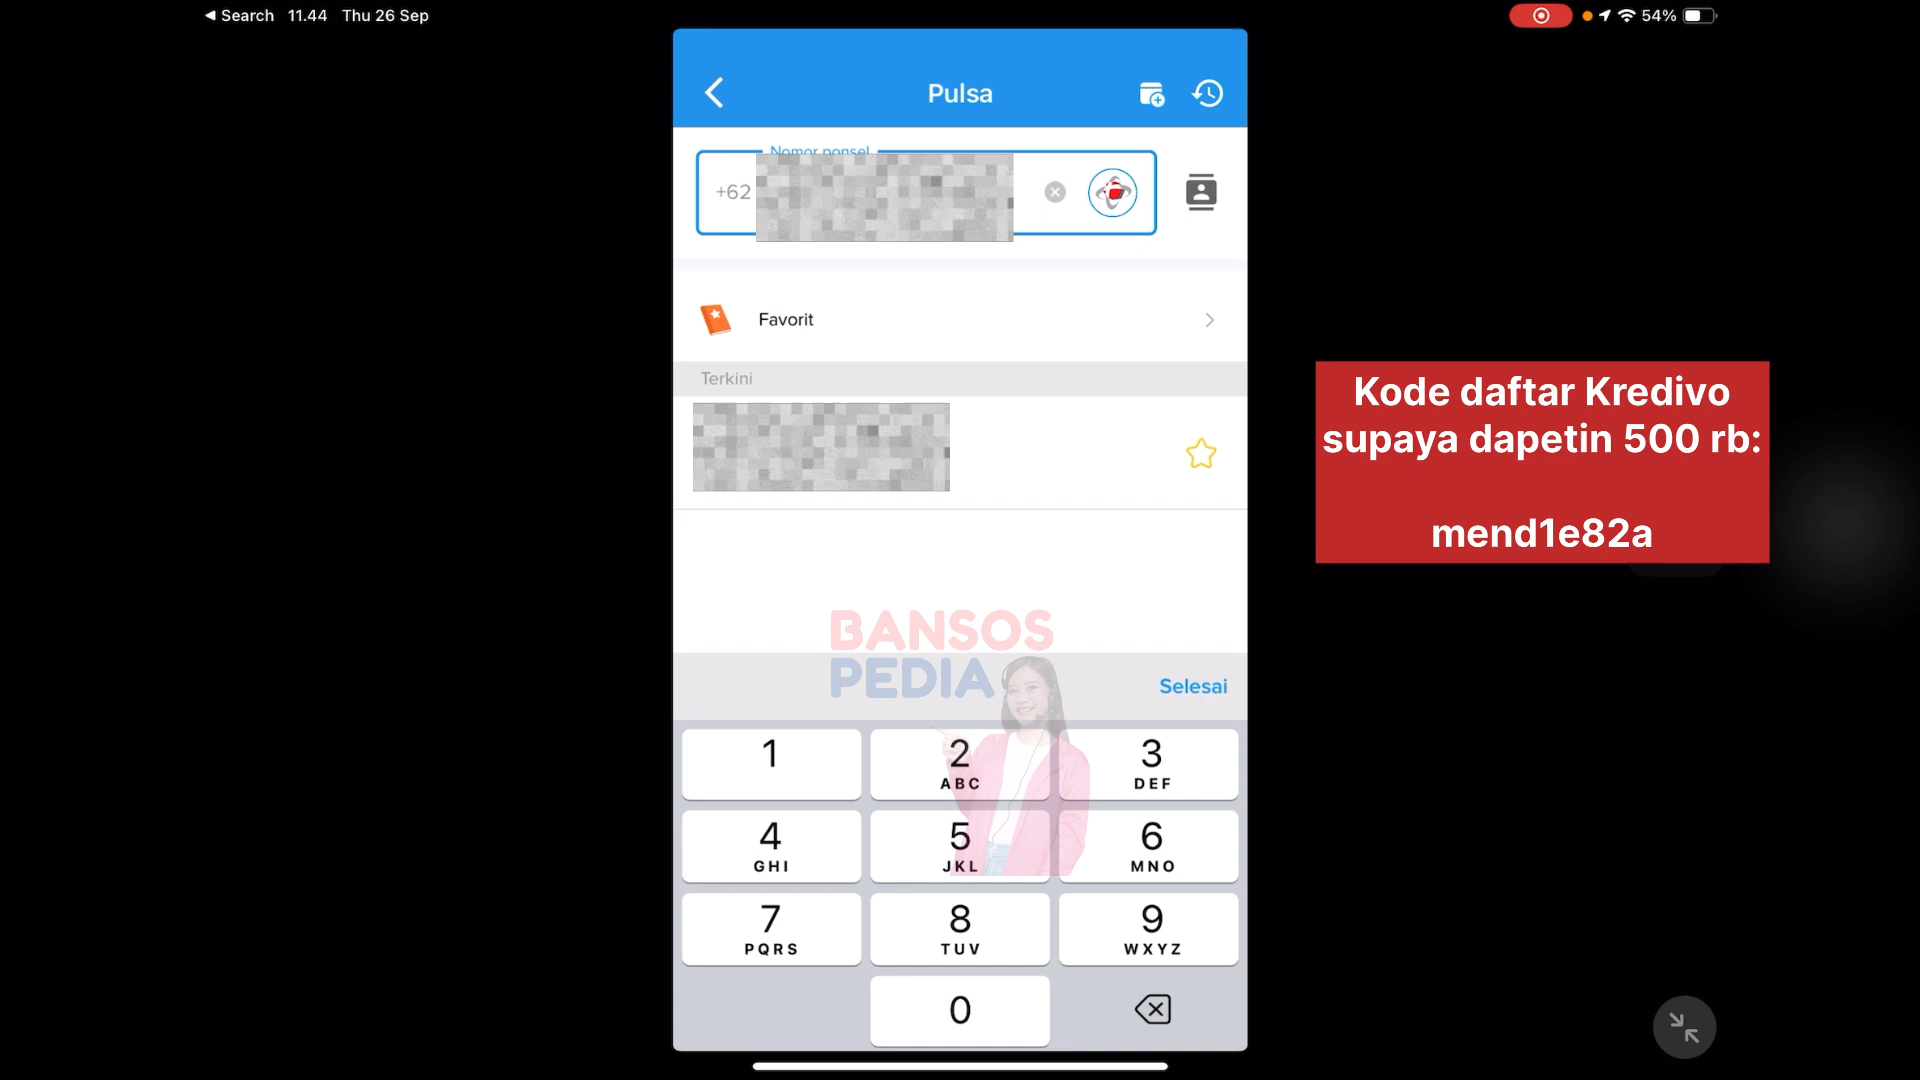 ◀ Search 11.44 Thu 26 Sep
54%
Pulsa
Nomor ponsel
+62
Favorit
Terkini
Kode daftar Kredivo
supaya dapetin 500 rb:
mend1e82a
BANSOS
PEDIA
Selesai
1
2
ABC
3
DEF
4
GHI
5
JKL
6
MNO
7
PQRS
8
TUV
9
WXYZ
0